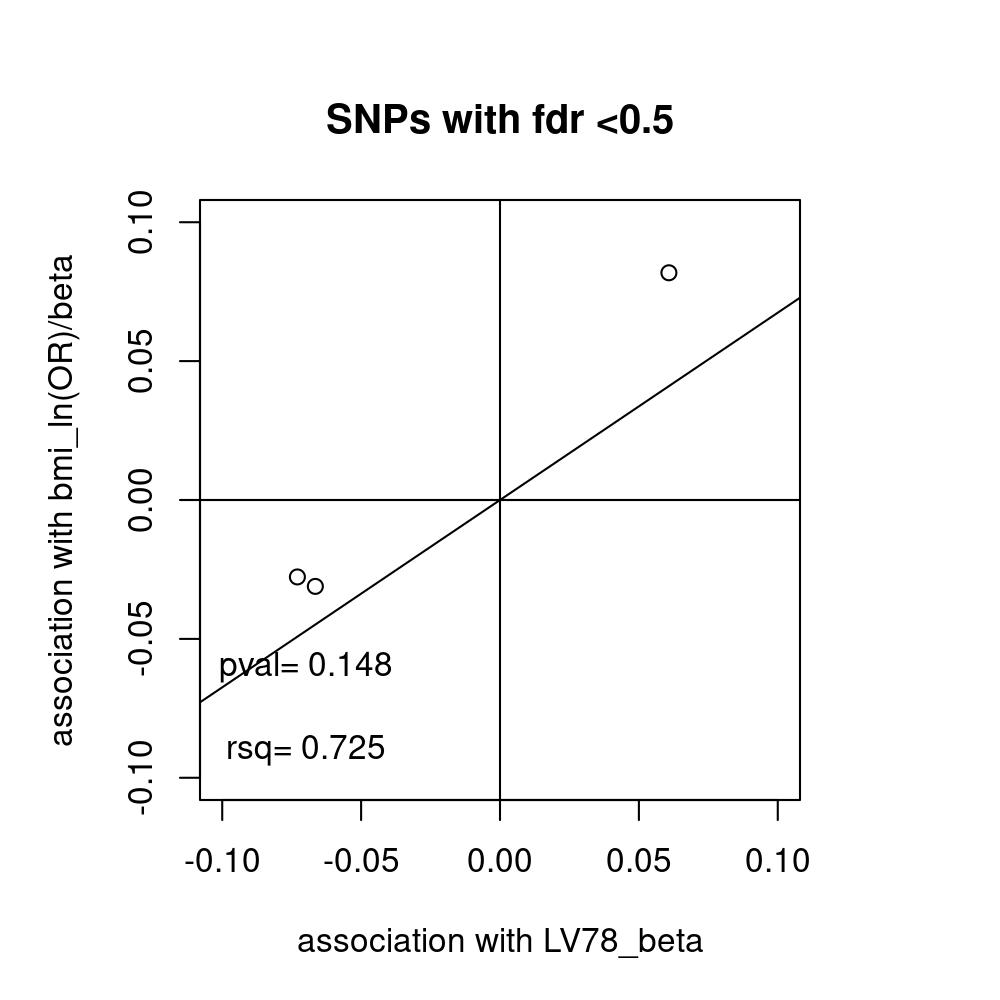 SNPs with fdr <0.5
association with bmi_ln(OR)/beta
0.10
0.05
0.00
-0.05
-0.10
pval= 0.148
rsq= 0.725
-0.10 -0.05 0.00 0.05 0.10
association with LV78_beta